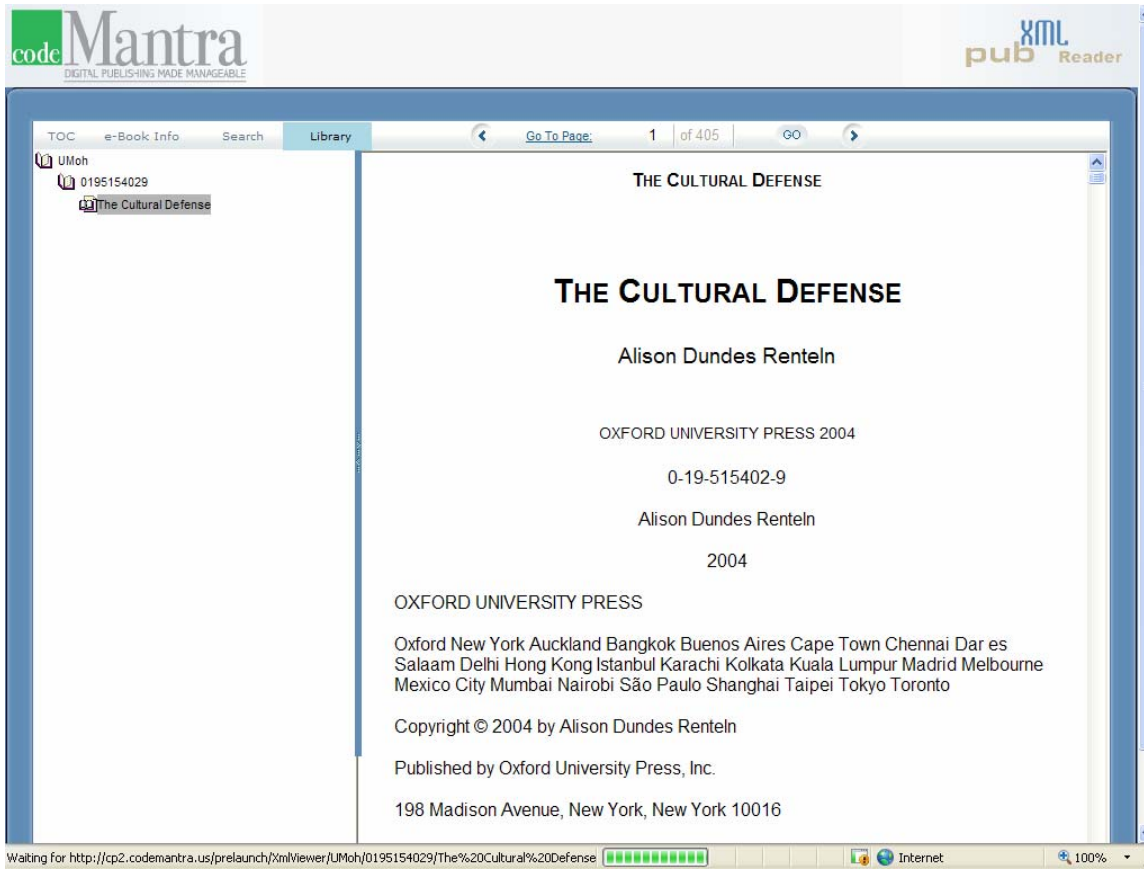 code Mantra
DIGITAL PUBLISHING MADE MANAGEABLE
XML
pub Reader
TOC e-Book Info Search Library
Go To Page: 1 of 405 GO
UMoh
0195154029
The Cultural Defense
THE CULTURAL DEFENSE
THE CULTURAL DEFENSE
Alison Dundes Renteln
OXFORD UNIVERSITY PRESS 2004
0-19-515402-9
Alison Dundes Renteln
2004
OXFORD UNIVERSITY PRESS
Oxford New York Auckland Bangkok Buenos Aires Cape Town Chennai Dar es
Salaam Delhi Hong Kong Istanbul Karachi Kolkata Kuala Lumpur Madrid Melbourne
Mexico City Mumbai Nairobi São Paulo Shanghai Taipei Tokyo Toronto
Copyright © 2004 by Alison Dundes Renteln
Published by Oxford University Press, Inc.
198 Madison Avenue, New York, New York 10016
Waiting for http://cp2.codemantra.us/prelaunch/XmlViewer/UMoh/0195154029/The%20Cultural%20Defense Internet 100%